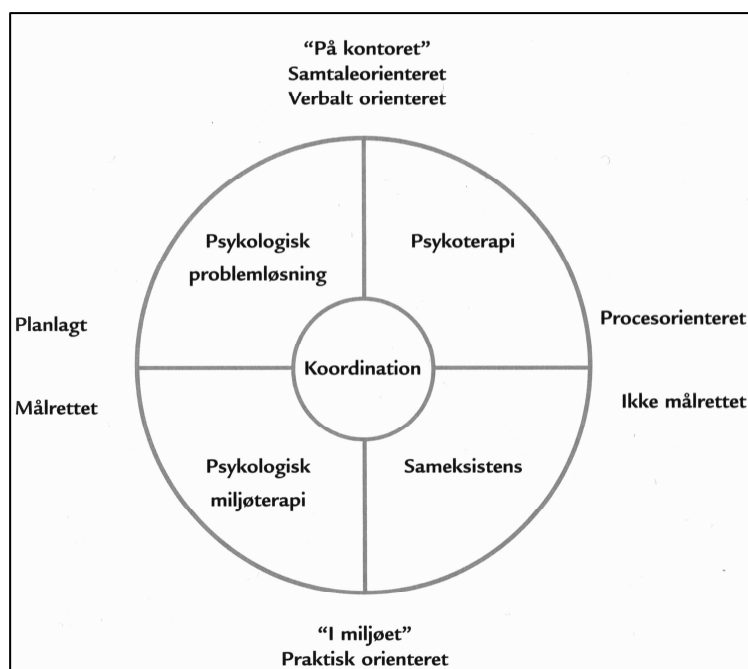 “På kontoret”
Samtaleorienteret
Verbalt orienteret
Psykologisk
problemløsning
Psykoterapi
Planlagt
Procesorienteret
Koordination
Målrettet
Ikke målrettet
Psykologisk
miljøterapi
Sameksistens
“I miljøet”
Praktisk orienteret